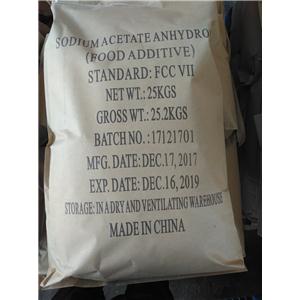 SODIUM ACETATE ANHYDRO
(FOOD ADDITIVE)
STANDARD: FCC VII
NET WT.: 25KGS
GROSS WT.: 25.2KGS
BATCH NO. : 17121701
MFG. DATE: DEC.17, 2017
EXP. DATE: DEC.16, 2019
STORAGE: IN A DRY AND VENTILATING WAREHOUSE
MADE IN CHINA